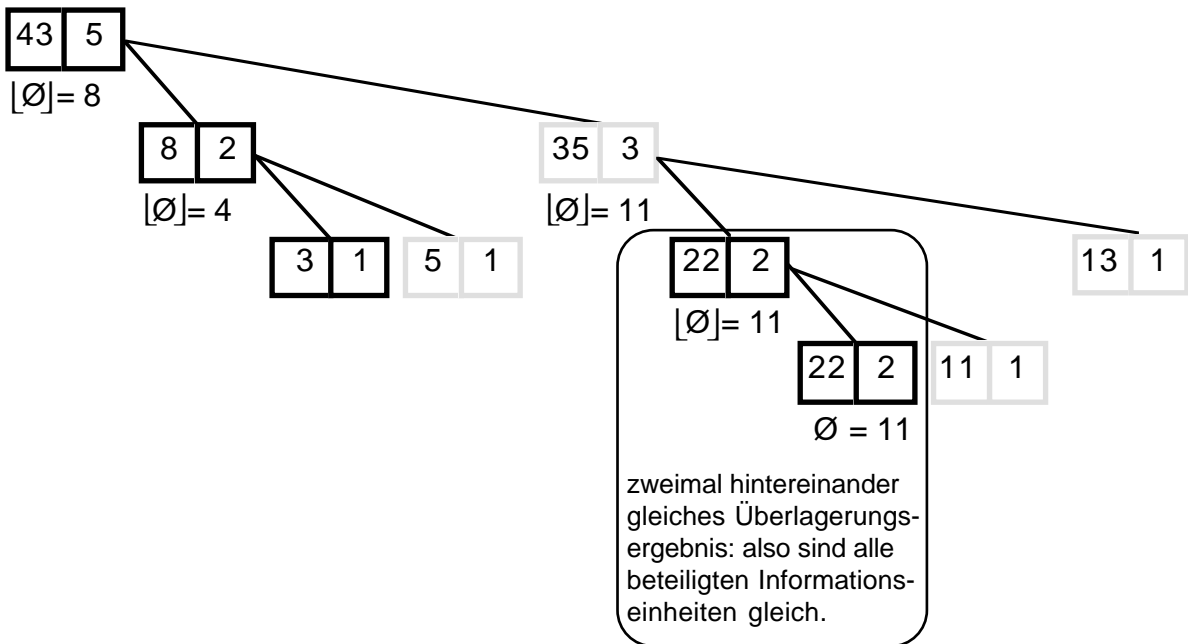 43 5
⌊Ø⌋= 8
8 2
35 3
⌊Ø⌋= 4
⌊Ø⌋= 11
3 1
5 1
22 2
13 1
⌊Ø⌋= 11
22 2
11 1
Ø = 11
zweimal hintereinander
gleiches Überlagerungs-
ergebnis: also sind alle
beteiligten Informations-
einheiten gleich.